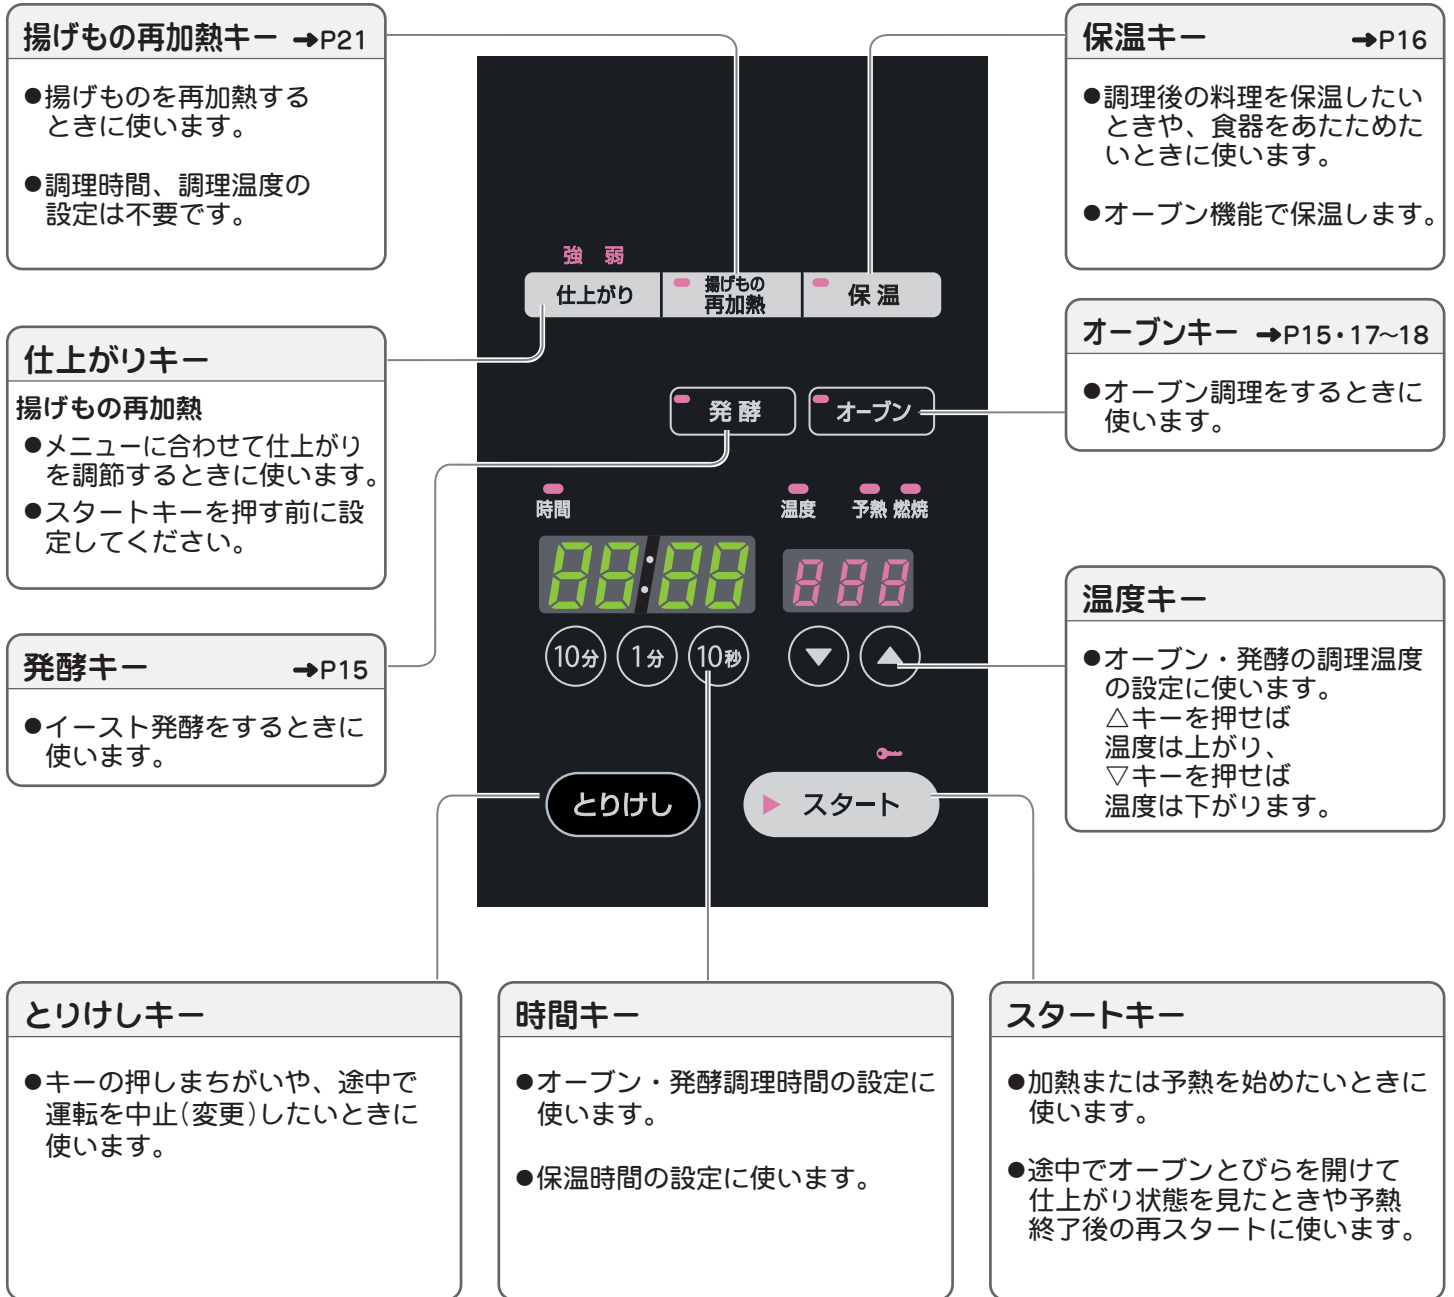 揚げもの再加熱キー ➔P21
●揚げものを再加熱する
ときに使います。
●調理時間、調理温度の
設定は不要です。
仕上がりキー
揚げもの再加熱
●メニューに合わせて仕上がり
を調節するときに使います。
●スタートキーを押す前に設
定してください。
発酵キー ➔P15
●イースト発酵をするときに
使います。
強 弱
仕上がり
揚げもの
再加熱
保温
発酵
オーブン
時間
温度
予熱 燃焼
88:88
888
10分
1分
10秒
▼
▲
とりけし
▶ スタート
保温キー ➔P16
●調理後の料理を保温したい
ときや、食器をあたためた
いときに使います。
●オーブン機能で保温します。
オーブンキー ➔P15・17~18
●オーブン調理をするときに
使います。
温度キー
●オーブン・発酵の調理温度
の設定に使います。
△キーを押せば
温度は上がり、
▽キーを押せば
温度は下がります。
とりけしキー
●キーの押しまちがいや、途中で
運転を中止(変更)したいときに
使います。
時間キー
●オーブン・発酵調理時間の設定に
使います。
●保温時間の設定に使います。
スタートキー
●加熱または予熱を始めたいときに
使います。
●途中でオーブンとびらを開けて
仕上がり状態を見たときや予熱
終了後の再スタートに使います。